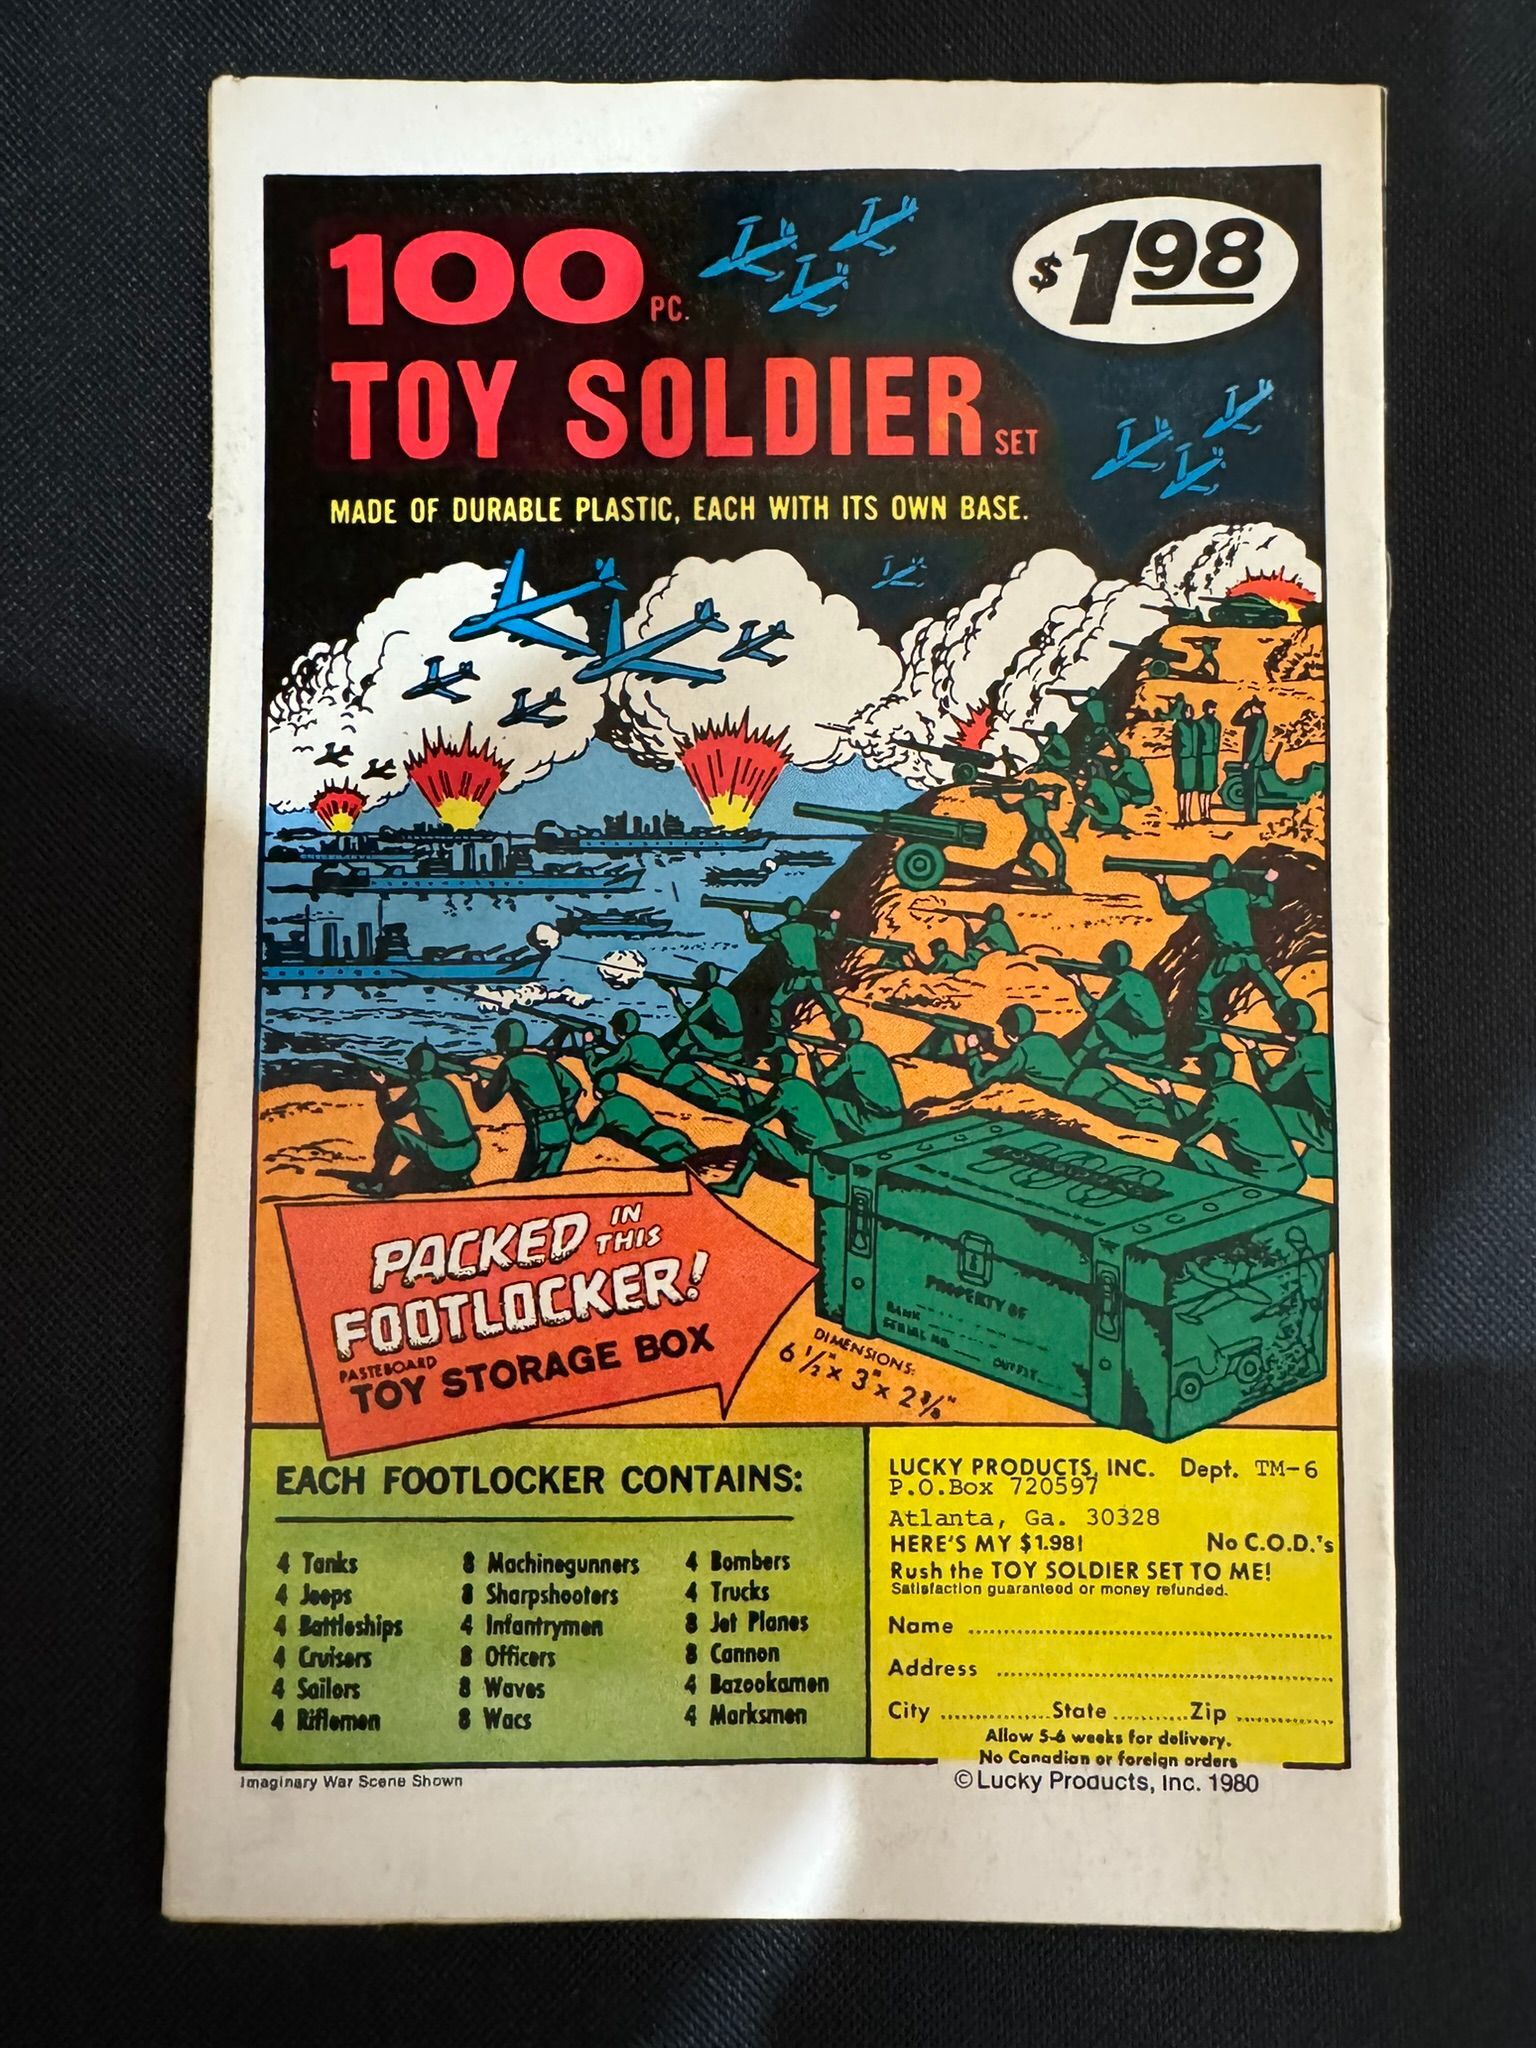 100 PC.
$1.98
TOY SOLDIER SET
MADE OF DURABLE PLASTIC, EACH WITH ITS OWN BASE.
PACKED IN THIS
FOOTLOCKER!
PASTEBOARD
TOY STORAGE BOX
DIMENSIONS:
6 1/2" x 3" x 2 3/8"
PROPERTY OF
RANK
SERIAL NO.
OUTFIT
EACH FOOTLOCKER CONTAINS:
4 Tanks
4 Jeeps
4 Battleships
4 Cruisers
4 Sailors
4 Riflemen
8 Machinegunners
8 Sharpshooters
4 Infantrymen
8 Officers
8 Waves
8 Wacs
4 Bombers
4 Trucks
8 Jet Planes
8 Cannon
4 Bazookamen
4 Marksmen
LUCKY PRODUCTS, INC. Dept. TM-6
P.O.Box 720597
Atlanta, Ga. 30328
HERE'S MY $1.98! No C.O.D.'s
Rush the TOY SOLDIER SET TO ME!
Satisfaction guaranteed or money refunded.
Name
Address
City State Zip
Allow 5-6 weeks for delivery.
No Canadian or foreign orders
Imaginary War Scene Shown
© Lucky Products, Inc. 1980